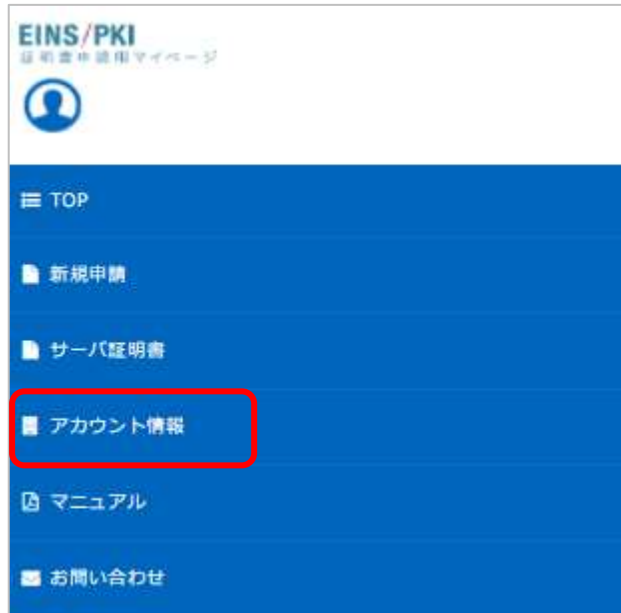 EINS/PKI
証明書申請用マイページ
TOP
新規申請
サーバ証明書
アカウント情報
マニュアル
お問い合わせ